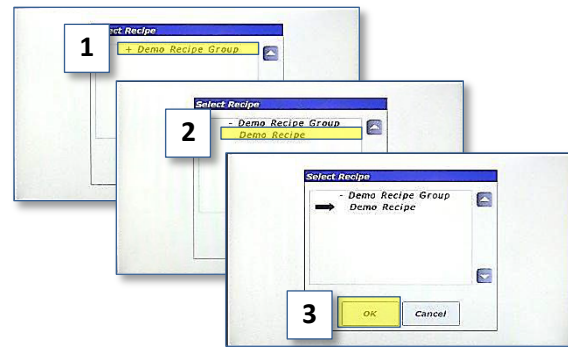 1
ct Recipe
+ Demo Recipe Group
2
Select Recipe
- Demo Recipe Group
Demo Recipe
Select Recipe
- Demo Recipe Group
Demo Recipe
3
OK
Cancel